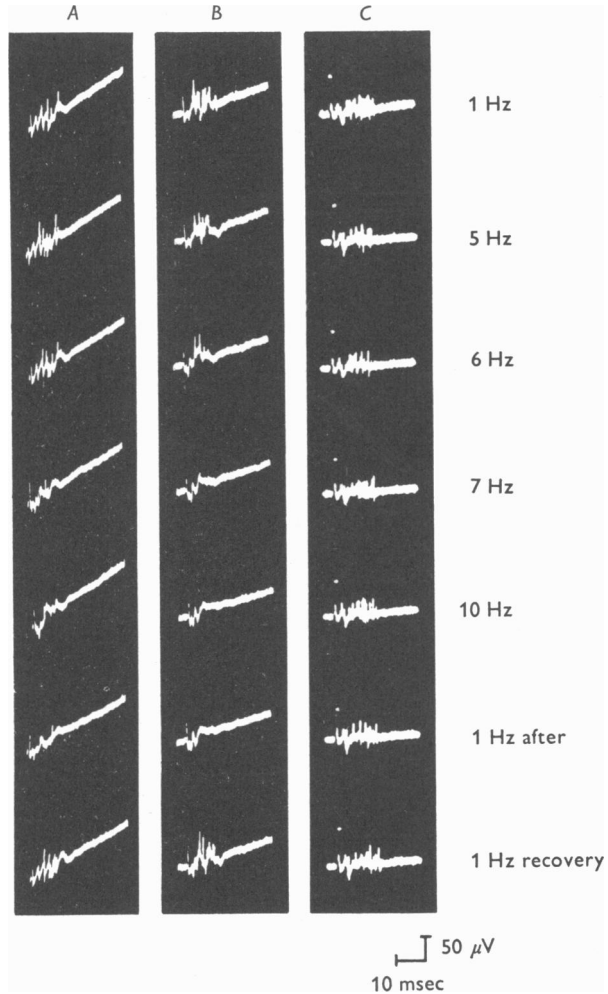 A B C
1 Hz
5 Hz
6 Hz
7 Hz
10 Hz
1 Hz after
1 Hz recovery
50 μV
10 msec